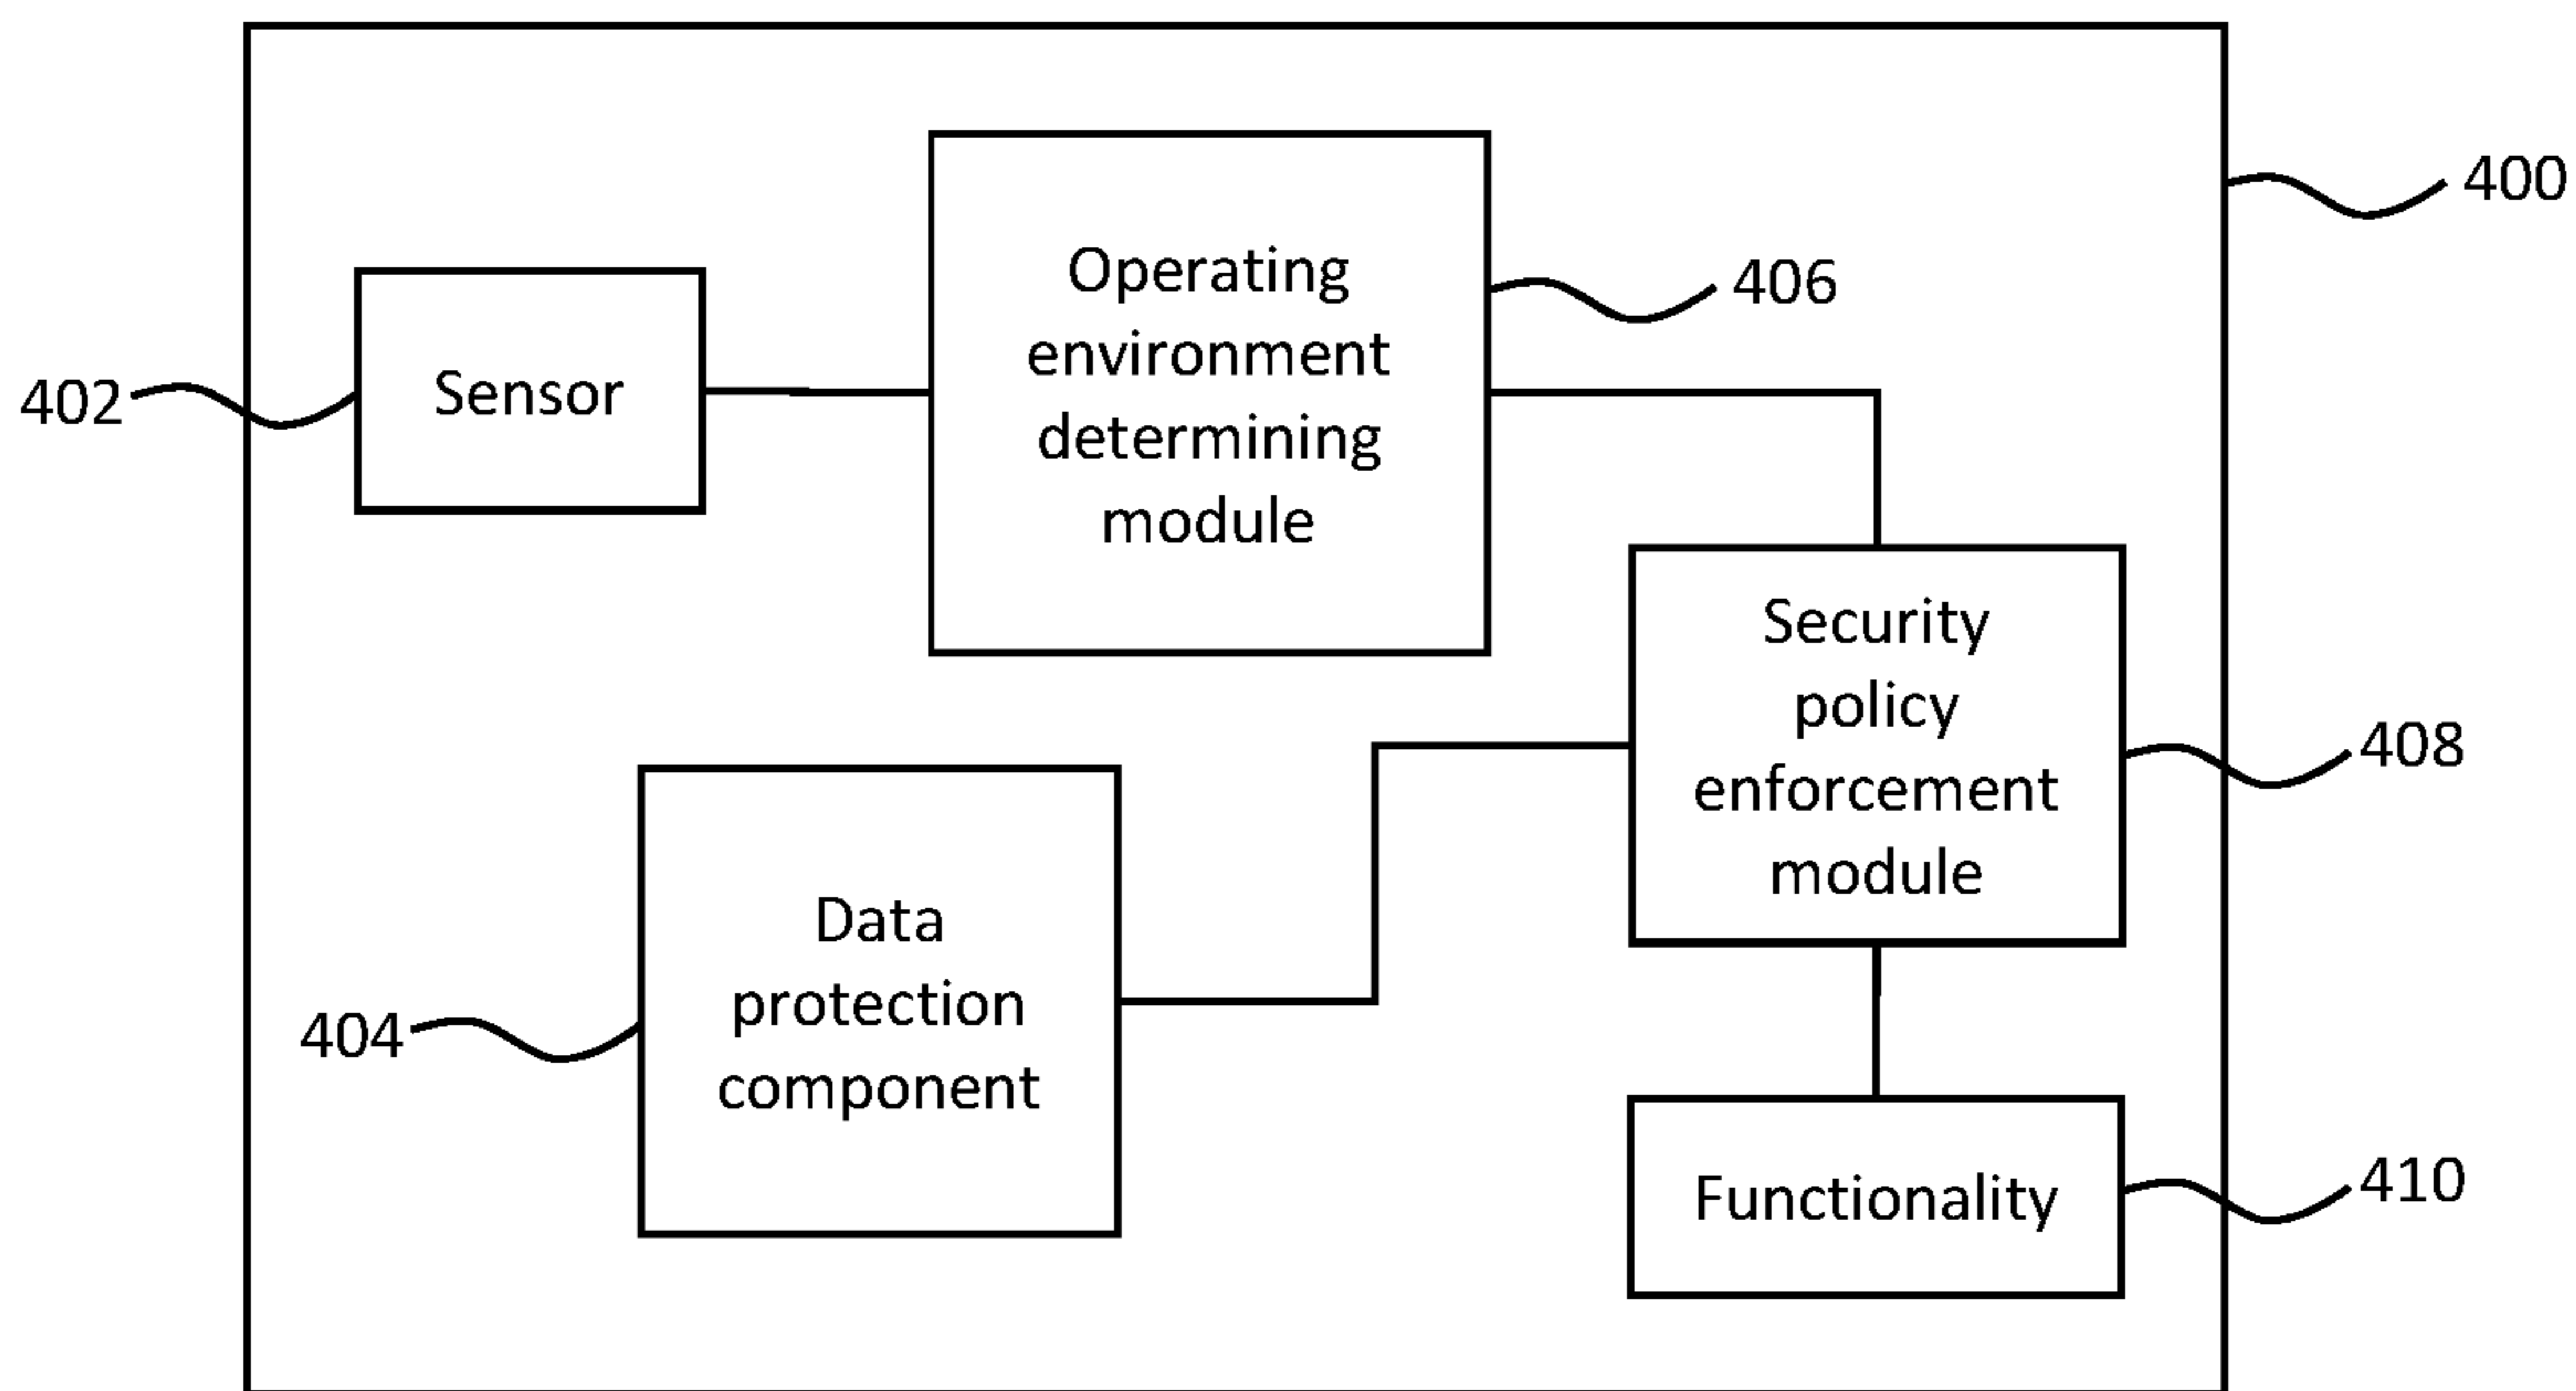 400
Operating
environment
determining
module
406
Sensor
402
Security
policy
enforcement
module
408
Data
protection
component
404
Functionality
410